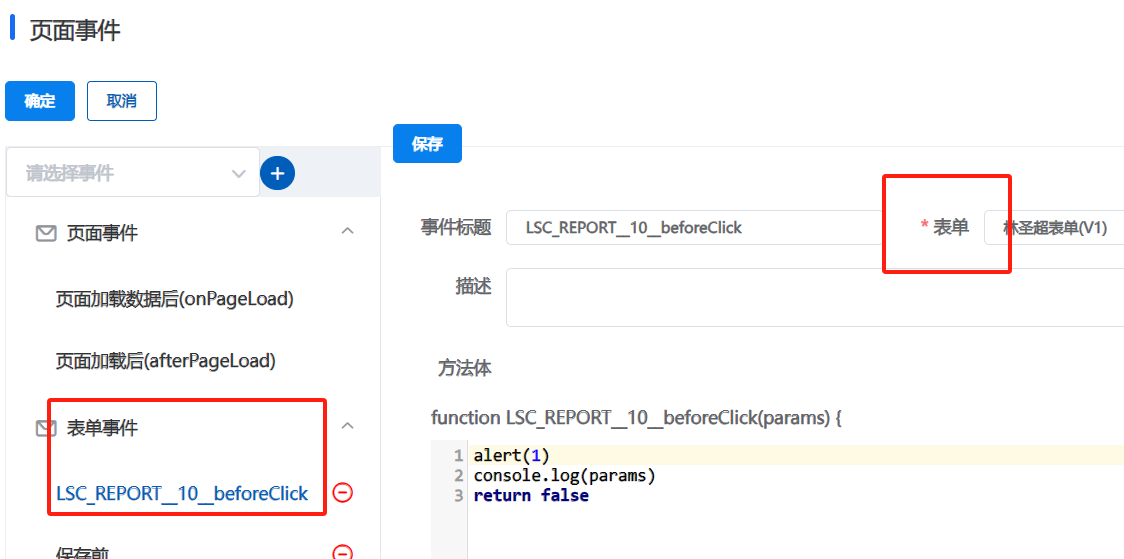 页面事件
确定
取消
保存
请选择事件
页面事件
页面加载数据后(onPageLoad)
页面加载后(afterPageLoad)
表单事件
LSC_REPORT__10__beforeClick
保存前
事件标题
LSC_REPORT__10__beforeClick
* 表单
林圣超表单(V1)
描述
方法体
function LSC_REPORT__10__beforeClick(params) {
1 alert(1)
2 console.log(params)
3 return false